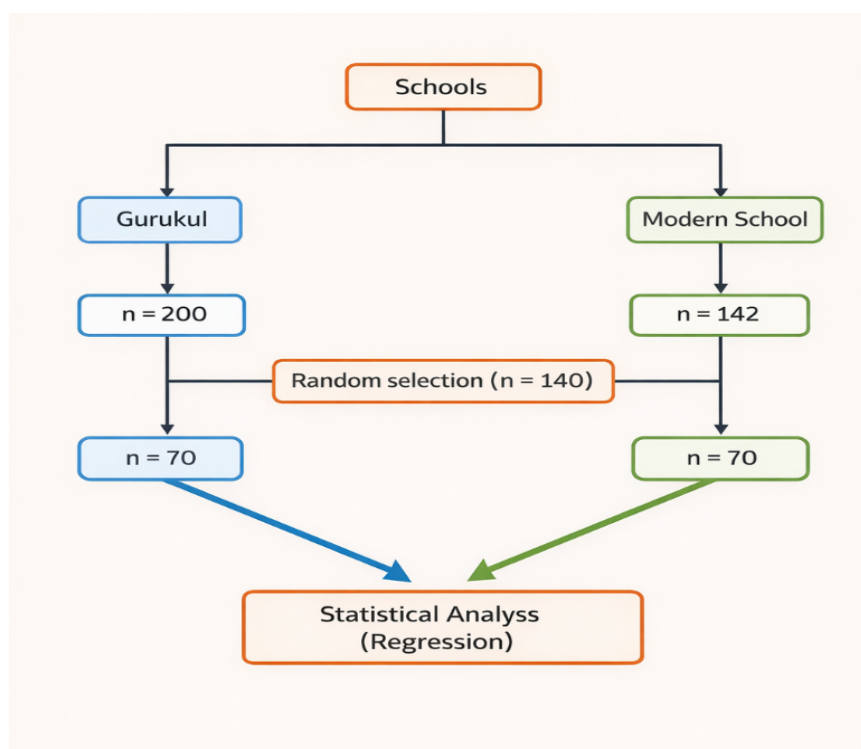 Schools
Gurukul
Modern School
n = 200
n = 142
Random selection (n = 140)
n = 70
n = 70
Statistical Analyss
(Regression)